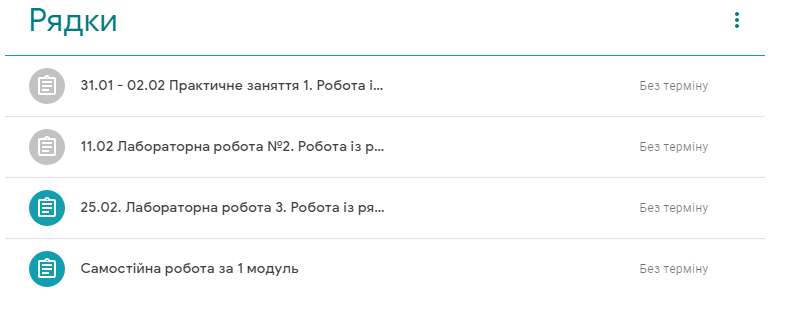 Рядки
31.01 - 02.02 Практичне заняття 1. Робота і...
Без терміну
11.02 Лабораторна робота №2. Робота із р...
Без терміну
25.02. Лабораторна робота 3. Робота із ря...
Без терміну
Самостійна робота за 1 модуль
Без терміну